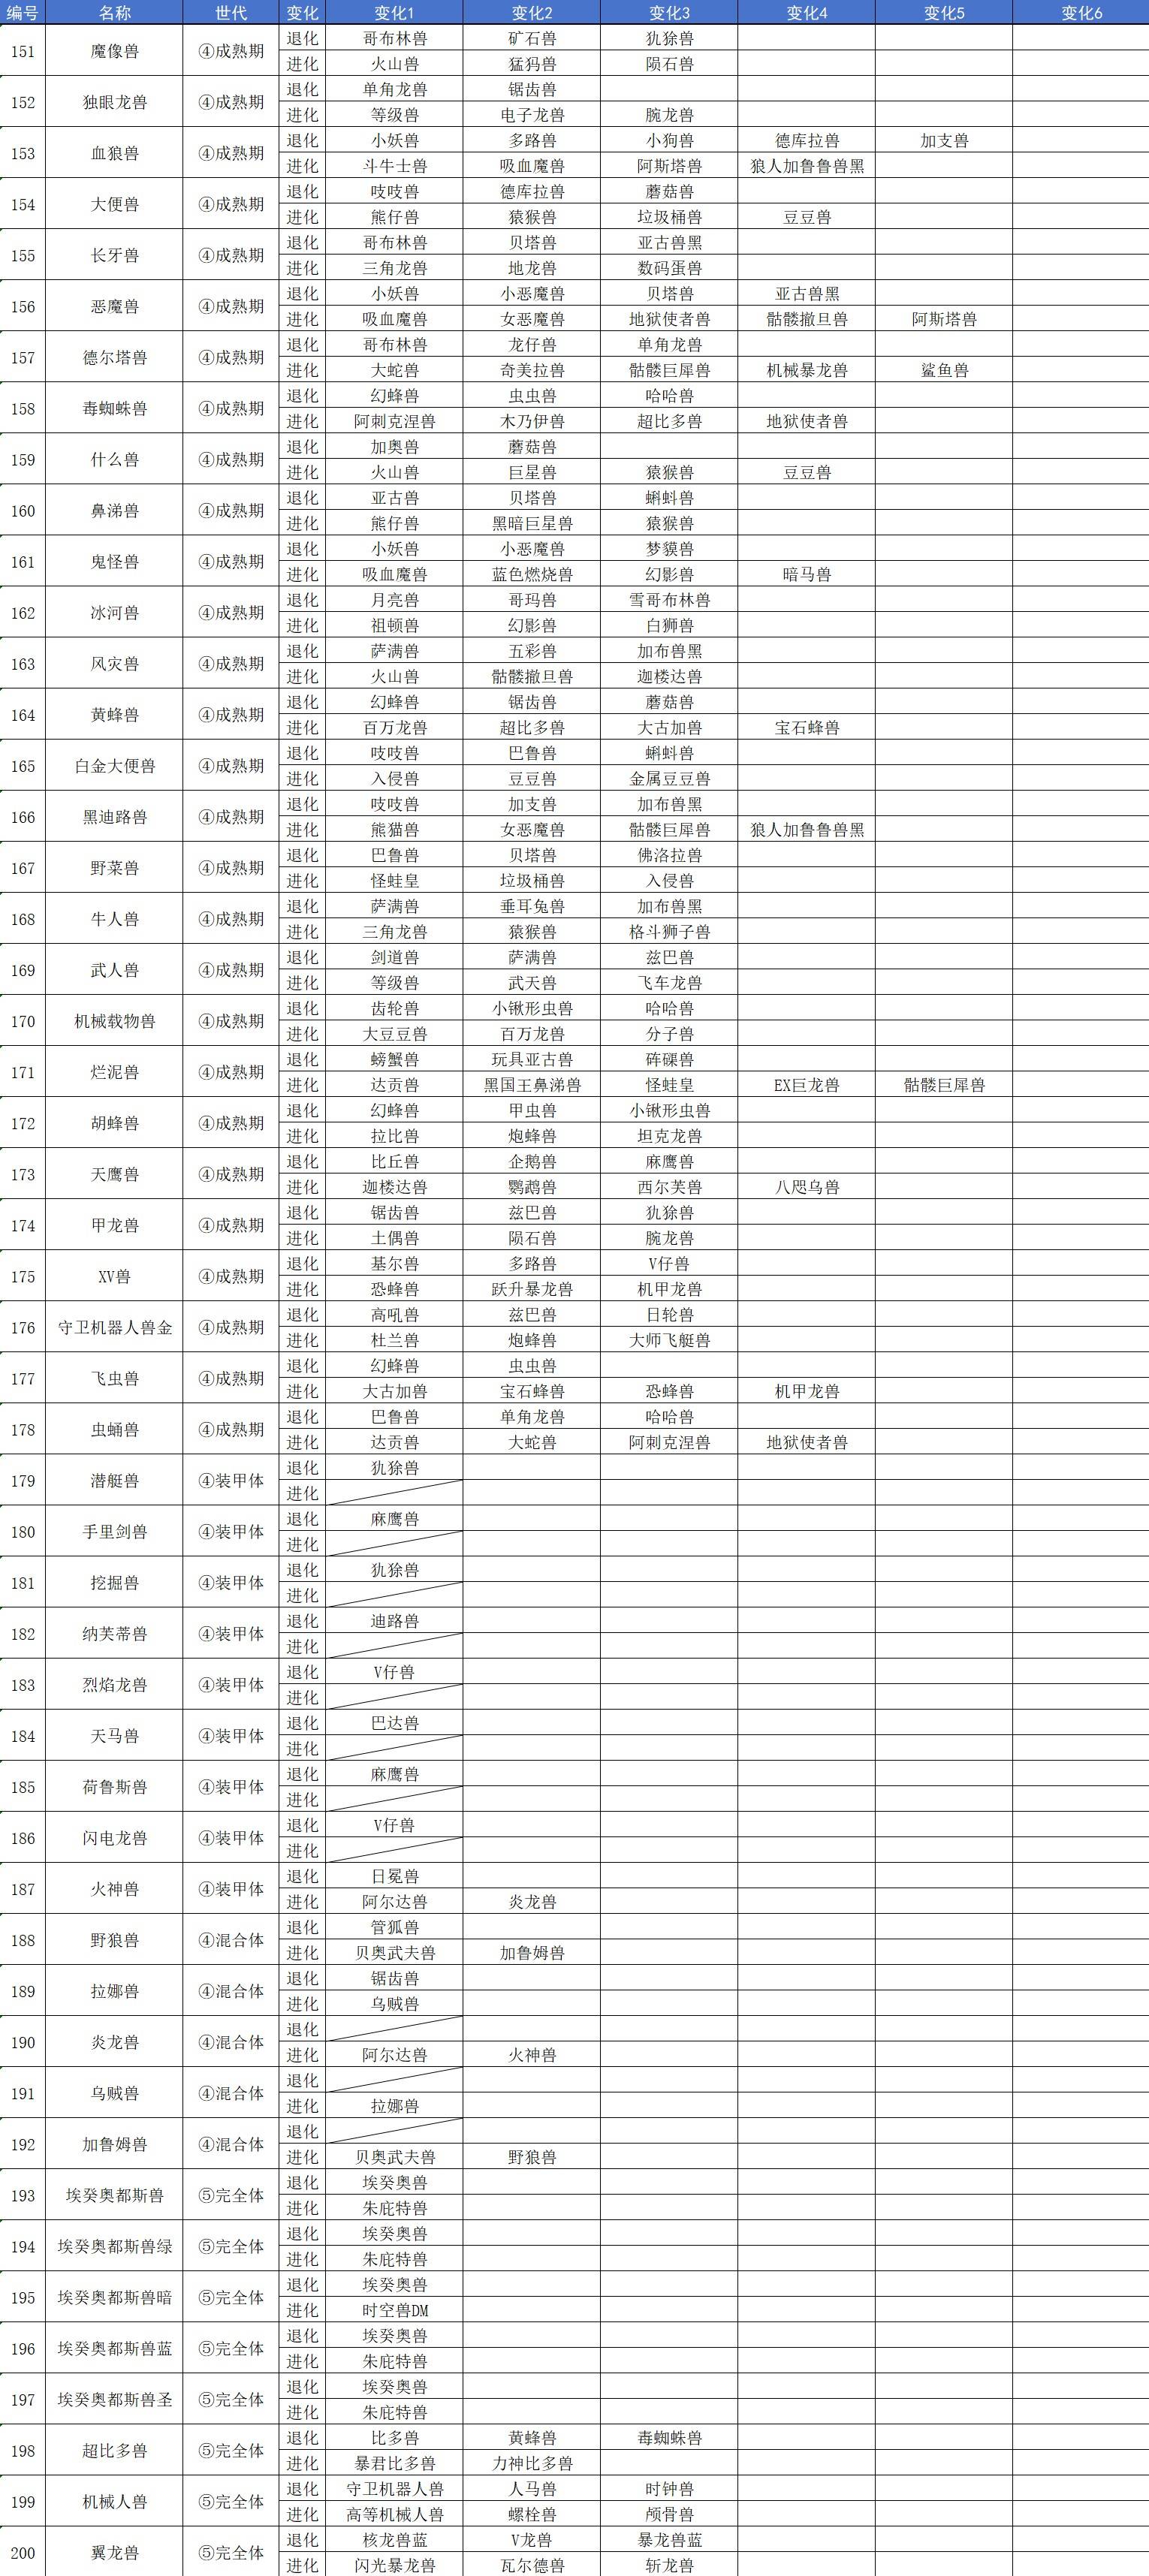 编号 名称 世代 变化 变化1 变化2 变化3 变化4 变化5 变化6
151 魔像兽 ④成熟期 退化 哥布林兽 矿石兽 犰狳兽
进化 火山兽 猛犸兽 陨石兽
152 独眼龙兽 ④成熟期 退化 单角龙兽 锯齿兽
进化 等级兽 电子龙兽 腕龙兽
153 血狼兽 ④成熟期 退化 小妖兽 多路兽 小狗兽 德库拉兽 加支兽
进化 斗牛士兽 吸血魔兽 阿斯塔兽 狼人加鲁鲁兽黑
154 大便兽 ④成熟期 退化 吱吱兽 德库拉兽 蘑菇兽
进化 熊仔兽 猿猴兽 垃圾桶兽 豆豆兽
155 长牙兽 ④成熟期 退化 哥布林兽 贝塔兽 亚古兽黑
进化 三角龙兽 地龙兽 数码蛋兽
156 恶魔兽 ④成熟期 退化 小妖兽 小恶魔兽 贝塔兽 亚古兽黑
进化 吸血魔兽 女恶魔兽 地狱使者兽 骷髅撒旦兽 阿斯塔兽
157 德尔塔兽 ④成熟期 退化 哥布林兽 龙仔兽 单角龙兽
进化 大蛇兽 奇美拉兽 骷髅巨犀兽 机械暴龙兽 鲨鱼兽
158 毒蜘蛛兽 ④成熟期 退化 幻蜂兽 虫虫兽 哈哈兽
进化 阿刺克涅兽 木乃伊兽 超比多兽 地狱使者兽
159 什么兽 ④成熟期 退化 加奥兽 蘑菇兽
进化 火山兽 巨星兽 猿猴兽 豆豆兽
160 鼻涕兽 ④成熟期 退化 亚古兽 贝塔兽 蝌蚪兽
进化 熊仔兽 黑暗巨星兽 猿猴兽
161 鬼怪兽 ④成熟期 退化 小妖兽 小恶魔兽 梦貘兽
进化 吸血魔兽 蓝色燃烧兽 幻影兽 暗马兽
162 冰河兽 ④成熟期 退化 月亮兽 哥玛兽 雪哥布林兽
进化 祖顿兽 幻影兽 白狮兽
163 风灾兽 ④成熟期 退化 萨满兽 五彩兽 加布兽黑
进化 火山兽 骷髅撒旦兽 迦楼达兽
164 黄蜂兽 ④成熟期 退化 幻蜂兽 锯齿兽 蘑菇兽
进化 百万龙兽 超比多兽 大古加兽 宝石蜂兽
165 白金大便兽 ④成熟期 退化 吱吱兽 巴鲁兽 蝌蚪兽
进化 入侵兽 豆豆兽 金属豆豆兽
166 黑迪路兽 ④成熟期 退化 吱吱兽 加支兽 加布兽黑
进化 熊猫兽 女恶魔兽 骷髅巨犀兽 狼人加鲁鲁兽黑
167 野菜兽 ④成熟期 退化 巴鲁兽 贝塔兽 佛洛拉兽
进化 怪蛙皇 垃圾桶兽 入侵兽
168 牛人兽 ④成熟期 退化 萨满兽 垂耳兔兽 加布兽黑
进化 三角龙兽 猿猴兽 格斗狮子兽
169 武人兽 ④成熟期 退化 剑道兽 萨满兽 兹巴兽
进化 等级兽 武天兽 飞车龙兽
170 机械载物兽 ④成熟期 退化 齿轮兽 小锹形虫兽 哈哈兽
进化 大豆豆兽 百万龙兽 分子兽
171 烂泥兽 ④成熟期 退化 螃蟹兽 玩具亚古兽 砗磲兽
进化 达贡兽 黑国王鼻涕兽 怪蛙皇 EX巨龙兽 骷髅巨犀兽
172 胡蜂兽 ④成熟期 退化 幻蜂兽 甲虫兽 小锹形虫兽
进化 拉比兽 炮蜂兽 坦克龙兽
173 天鹰兽 ④成熟期 退化 比丘兽 企鹅兽 麻鹰兽
进化 迦楼达兽 鹦鹉兽 西尔芙兽 八咫乌兽
174 甲龙兽 ④成熟期 退化 锯齿兽 兹巴兽 犰狳兽
进化 土偶兽 陨石兽 腕龙兽
175 XV兽 ④成熟期 退化 基尔兽 多路兽 V仔兽
进化 恐蜂兽 跃升暴龙兽 机甲龙兽
176 守卫机器人兽金 ④成熟期 退化 高吼兽 兹巴兽 日轮兽
进化 杜兰兽 炮蜂兽 大师飞艇兽
177 飞虫兽 ④成熟期 退化 幻蜂兽 虫虫兽
进化 大古加兽 宝石蜂兽 恐蜂兽 机甲龙兽
178 虫蛹兽 ④成熟期 退化 巴鲁兽 单角龙兽 哈哈兽
进化 达贡兽 大蛇兽 阿刺克涅兽 地狱使者兽
179 潜艇兽 ④装甲体 退化 犰狳兽
进化
180 手里剑兽 ④装甲体 退化 麻鹰兽
进化
181 挖掘兽 ④装甲体 退化 犰狳兽
进化
182 纳芙蒂兽 ④装甲体 退化 迪路兽
进化
183 烈焰龙兽 ④装甲体 退化 V仔兽
进化
184 天马兽 ④装甲体 退化 巴达兽
进化
185 荷鲁斯兽 ④装甲体 退化 麻鹰兽
进化
186 闪电龙兽 ④装甲体 退化 V仔兽
进化
187 火神兽 ④装甲体 退化 日冕兽
进化 阿尔达兽 炎龙兽
188 野狼兽 ④混合体 退化 管狐兽
进化 贝奥武夫兽 加鲁姆兽
189 拉娜兽 ④混合体 退化 锯齿兽
进化 乌贼兽
190 炎龙兽 ④混合体 退化
进化 阿尔达兽 火神兽
191 乌贼兽 ④混合体 退化
进化 拉娜兽
192 加鲁姆兽 ④混合体 退化
进化 贝奥武夫兽 野狼兽
193 埃癸奥都斯兽 ⑤完全体 退化 埃癸奥兽
进化 朱庇特兽
194 埃癸奥都斯兽绿 ⑤完全体 退化 埃癸奥兽
进化 朱庇特兽
195 埃癸奥都斯兽暗 ⑤完全体 退化 埃癸奥兽
进化 时空兽DM
196 埃癸奥都斯兽蓝 ⑤完全体 退化 埃癸奥兽
进化 朱庇特兽
197 埃癸奥都斯兽圣 ⑤完全体 退化 埃癸奥兽
进化 朱庇特兽
198 超比多兽 ⑤完全体 退化 比多兽 黄蜂兽 毒蜘蛛兽
进化 暴君比多兽 力神比多兽
199 机械人兽 ⑤完全体 退化 守卫机器人兽 人马兽 时钟兽
进化 高等机械人兽 螺栓兽 颅骨兽
200 翼龙兽 ⑤完全体 退化 核龙兽蓝 V龙兽 暴龙兽蓝
进化 闪光暴龙兽 瓦尔德兽 斩龙兽